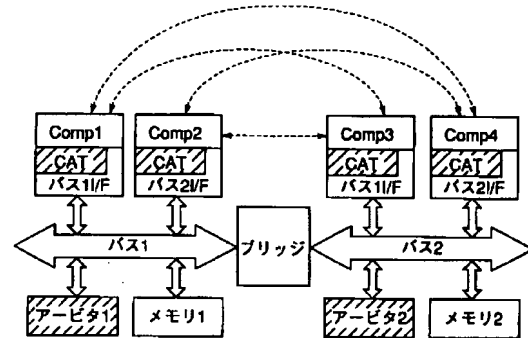 Comp1 Comp2 Comp3 Comp4
CAT CAT CAT CAT
バス1I/F バス2I/F バス1I/F バス2I/F
バス1 ブリッジ バス2
アービタ1 メモリ1 アービタ2 メモリ2